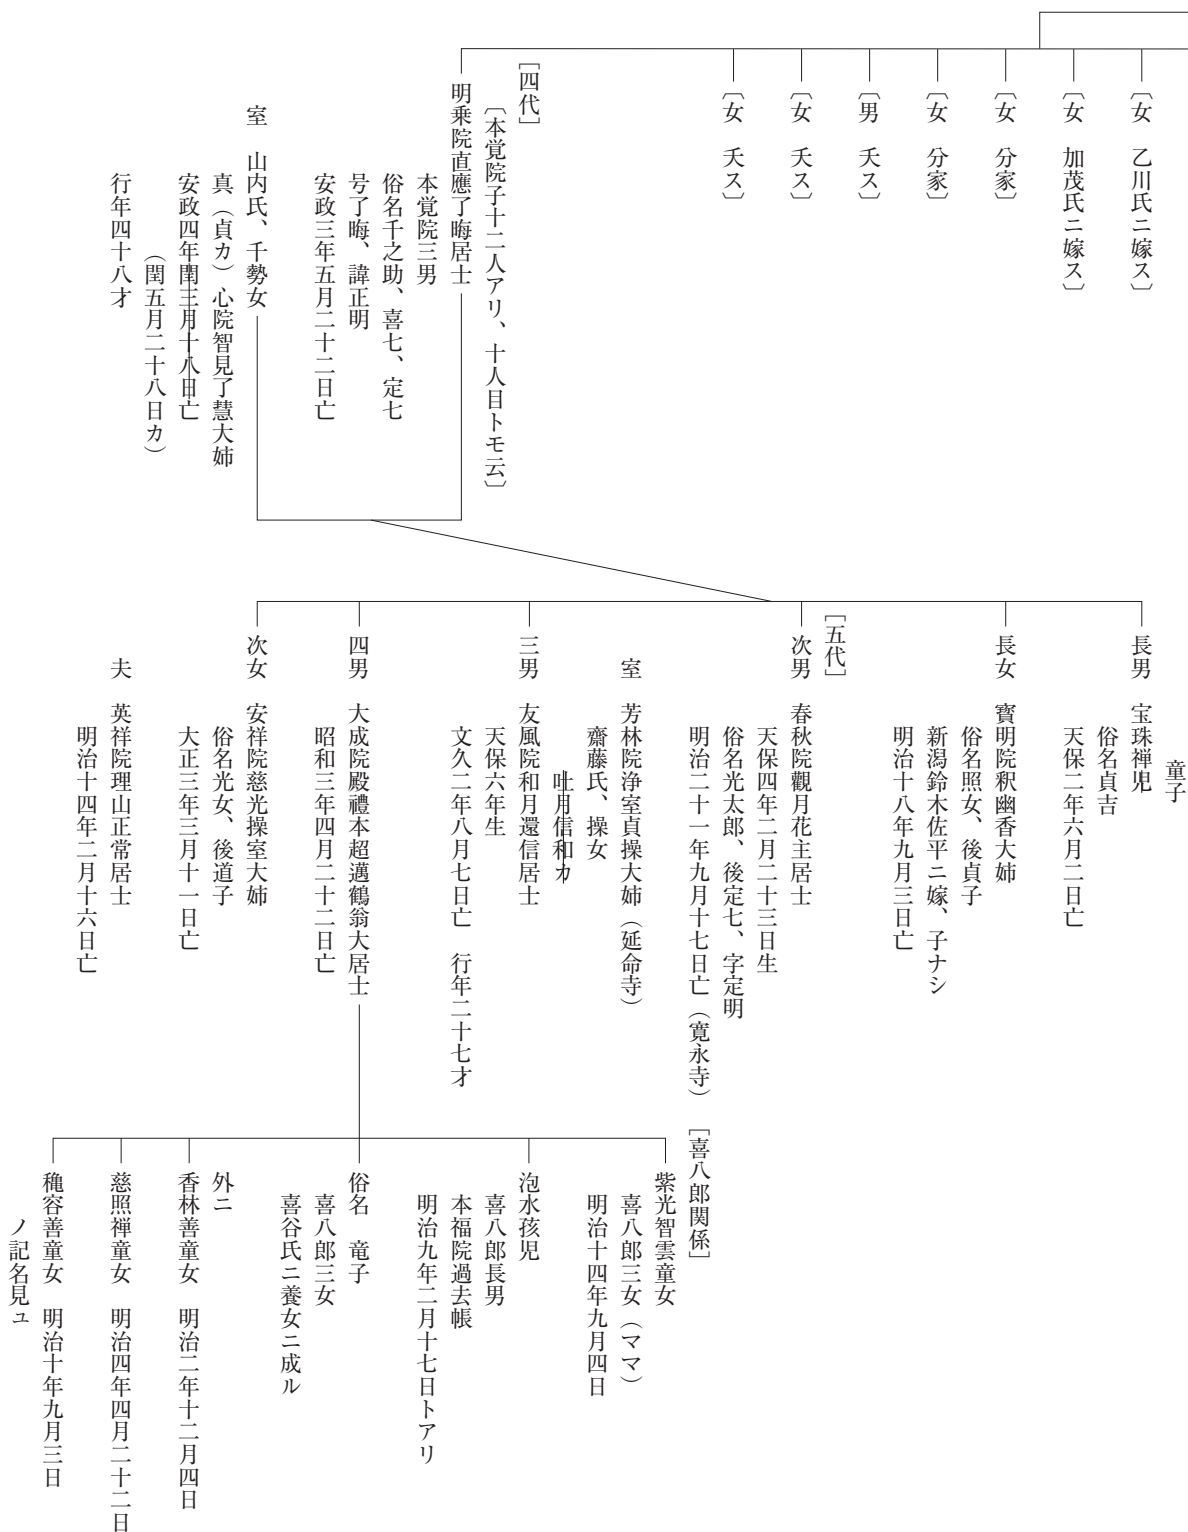 〔女　乙川氏ニ嫁ス〕
〔女　加茂氏ニ嫁ス〕
〔女　分家〕
〔女　分家〕
〔男　夭ス〕
〔女　夭ス〕
〔女　夭ス〕
［四代］
〔本覚院子十二人アリ、十人目トモ云〕
明乗院直應了晦居士
本覚院三男
俗名千之助、喜七、定七
号了晦、諱正明
安政三年五月二十二日亡
室　山内氏、千勢女
真（貞カ）心院智見了慧大姉
安政四年閏三月十八日亡
（閏五月二十八日カ）
行年四十八才
童子
長男　宝珠禅児
俗名貞吉
天保二年六月二日亡
長女　寳明院釈幽香大姉
俗名照女、後貞子
新潟鈴木佐平ニ嫁、子ナシ
明治十八年九月三日亡
［五代］
次男　春秋院觀月花主居士
天保四年二月二十三日生
俗名光太郎、後定七、字定明
明治二十一年九月十七日亡（寛永寺）
室　芳林院浄室貞操大姉（延命寺）
齋藤氏、操女
吐月信和カ
三男　友風院和月還信居士
天保六年生
文久二年八月七日亡　行年二十七才
四男　大成院殿禮本超邁鶴翁大居士
昭和三年四月二十二日亡
次女　安祥院慈光操室大姉
俗名光女、後道子
大正三年三月十一日亡
夫　英祥院理山正常居士
明治十四年二月十六日亡
［喜八郎関係］
紫光智雲童女
喜八郎三女（ママ）
明治十四年九月四日
泡水孩児
喜八郎長男
本福院過去帳
明治九年二月十七日トアリ
俗名　竜子
喜八郎三女
喜谷氏ニ養女ニ成ル
外ニ
香林善童女　明治二年十二月四日
慈照禅童女　明治四年四月二十二日
穐容善童女　明治十年九月三日
ノ記名見ユ